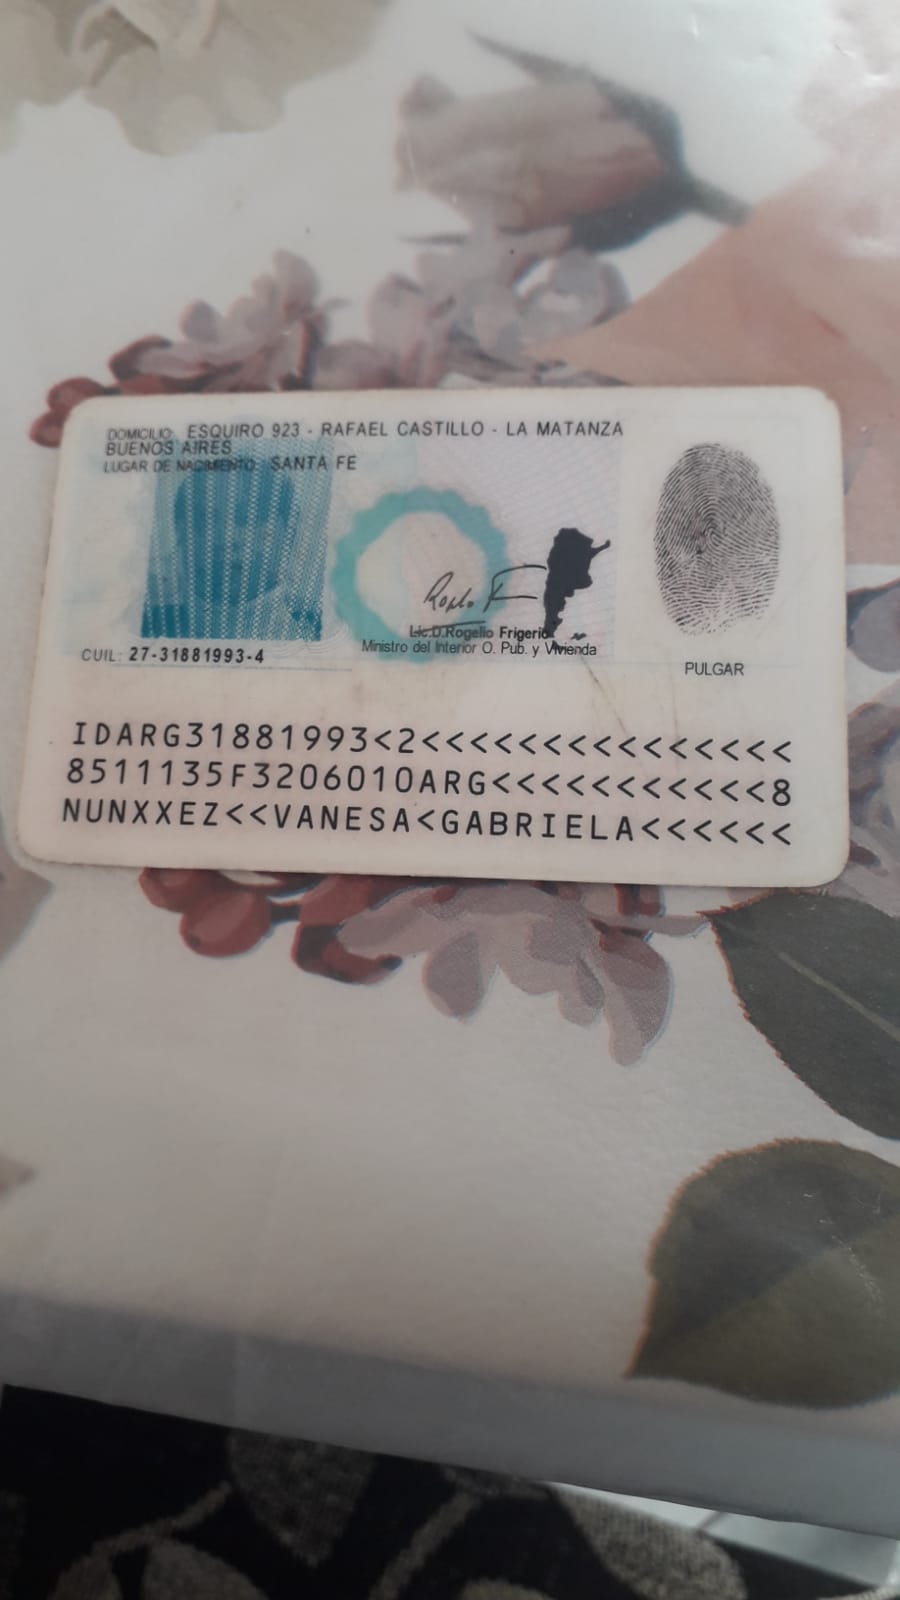 DOMICILIO: ESQUIRO 923 - RAFAEL CASTILLO - LA MATANZA
BUENOS AIRES
LUGAR DE NACIMIENTO: SANTA FE
Lic.D.Rogelio Frigerio
Ministro del Interior O. Pub. y Vivienda
CUIL: 27-31881993-4
PULGAR
IDARG31881993<2<<<<<<<<<<<<<<<
8511135F3206010ARG<<<<<<<<<<<8
NUNXXEZ<<VANESA<GABRIELA<<<<<<